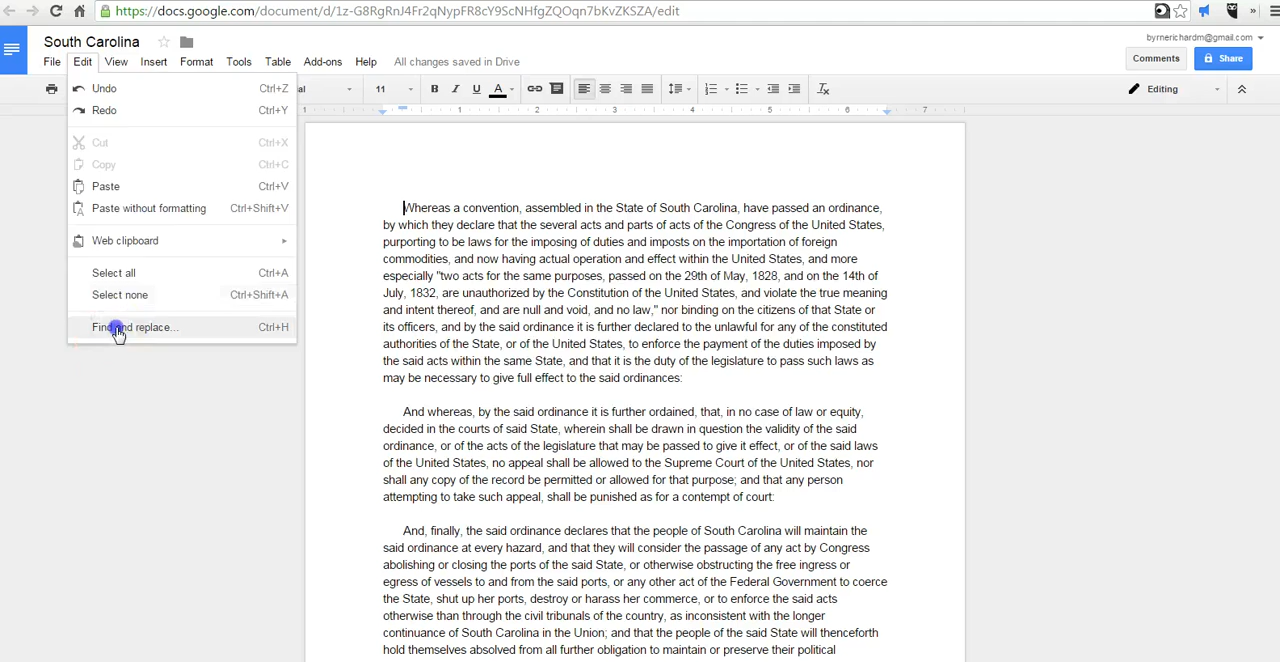 https://docs.google.com/document/d/1z-G8RgRnJ4Fr2qNypFR8cY9ScNHfgZQOqn7bKvZKSZA/edit
South Carolina
byrnerichardm@gmail.com
File Edit View Insert Format Tools Table Add-ons Help All changes saved in Drive
Comments Share
11 B I U A Editing
Undo Ctrl+Z
Redo Ctrl+Y
1 2 3 4 5 6 7
Cut Ctrl+X
Copy Ctrl+C
Paste Ctrl+V
Paste without formatting Ctrl+Shift+V
Web clipboard
Select all Ctrl+A
Select none Ctrl+Shift+A
Find and replace... Ctrl+H
Whereas a convention, assembled in the State of South Carolina, have passed an ordinance,
by which they declare that the several acts and parts of acts of the Congress of the United States,
purporting to be laws for the imposing of duties and imposts on the importation of foreign
commodities, and now having actual operation and effect within the United States, and more
especially "two acts for the same purposes, passed on the 29th of May, 1828, and on the 14th of
July, 1832, are unauthorized by the Constitution of the United States, and violate the true meaning
and intent thereof, and are null and void, and no law," nor binding on the citizens of that State or
its officers, and by the said ordinance it is further declared to the unlawful for any of the constituted
authorities of the State, or of the United States, to enforce the payment of the duties imposed by
the said acts within the same State, and that it is the duty of the legislature to pass such laws as
may be necessary to give full effect to the said ordinances:
And whereas, by the said ordinance it is further ordained, that, in no case of law or equity,
decided in the courts of said State, wherein shall be drawn in question the validity of the said
ordinance, or of the acts of the legislature that may be passed to give it effect, or of the said laws
of the United States, no appeal shall be allowed to the Supreme Court of the United States, nor
shall any copy of the record be permitted or allowed for that purpose; and that any person
attempting to take such appeal, shall be punished as for a contempt of court:
And, finally, the said ordinance declares that the people of South Carolina will maintain the
said ordinance at every hazard, and that they will consider the passage of any act by Congress
abolishing or closing the ports of the said State, or otherwise obstructing the free ingress or
egress of vessels to and from the said ports, or any other act of the Federal Government to coerce
the State, shut up her ports, destroy or harass her commerce, or to enforce the said acts
otherwise than through the civil tribunals of the country, as inconsistent with the longer
continuance of South Carolina in the Union; and that the people of the said State will thenceforth
hold themselves absolved from all further obligation to maintain or preserve their political